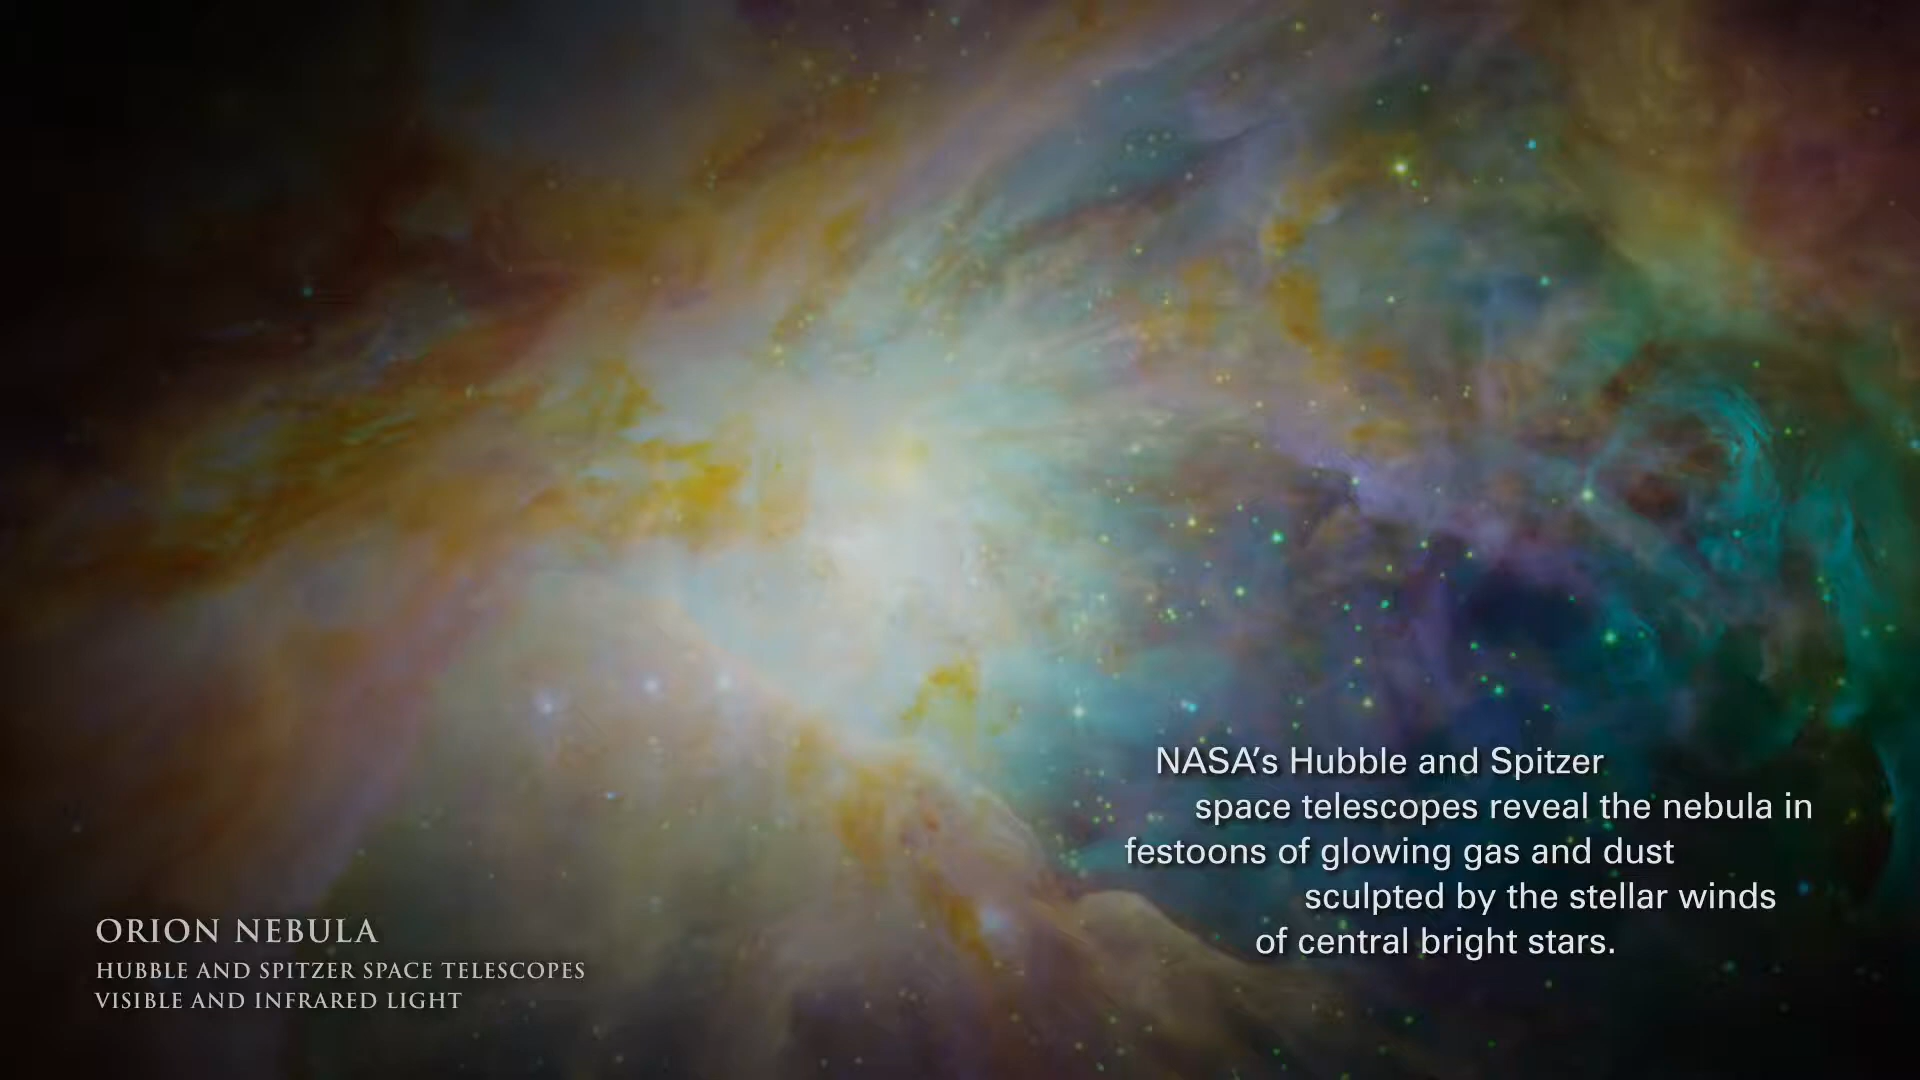 NASA’s Hubble and Spitzer
space telescopes reveal the nebula in
festoons of glowing gas and dust
sculpted by the stellar winds
of central bright stars.
ORION NEBULA
HUBBLE AND SPITZER SPACE TELESCOPES
VISIBLE AND INFRARED LIGHT